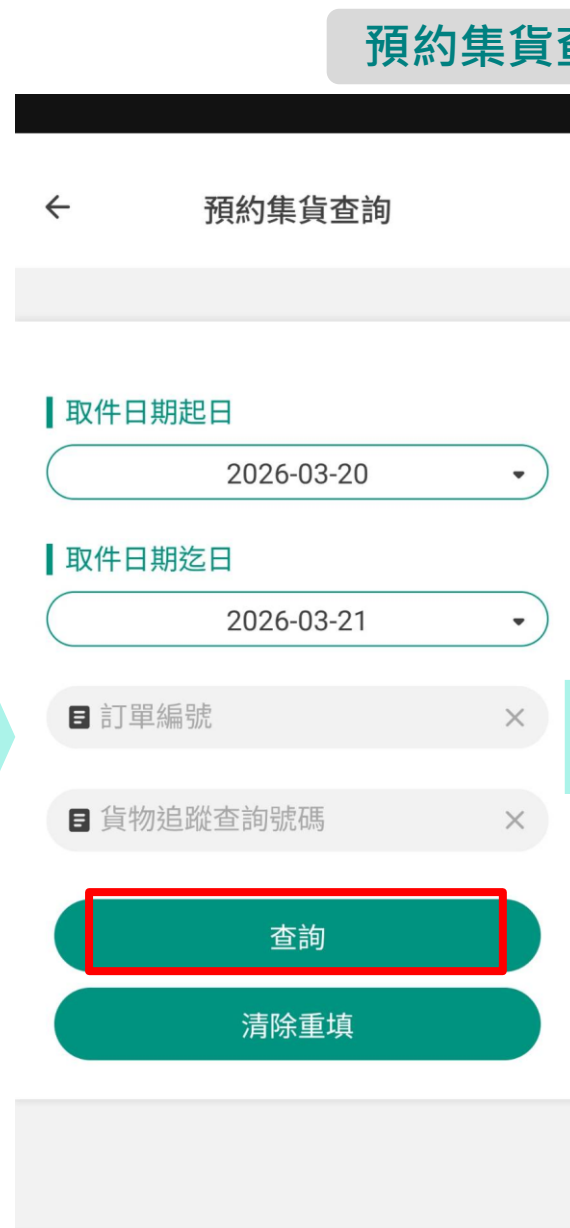 預約集貨
預約集貨查詢
取件日期起日
2026-03-20
取件日期迄日
2026-03-21
訂單編號
貨物追蹤查詢號碼
查詢
清除重填